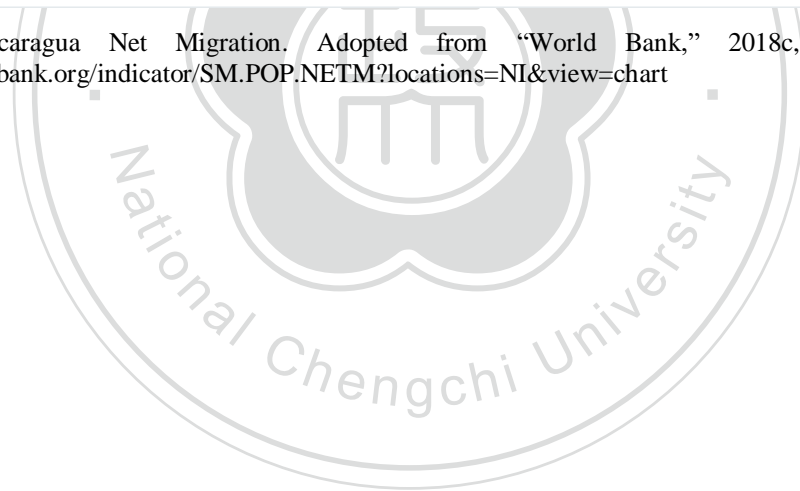 caragua Net Migration. Adopted from “World Bank,” 2018c,
bank.org/indicator/SM.POP.NETM?locations=NI&view=chart
National Chengchi University